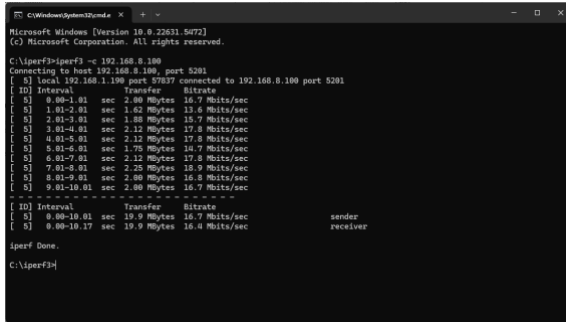 C:\Windows\System32\cmd.e
Microsoft Windows [Version 10.0.22631.5472]
(c) Microsoft Corporation. All rights reserved.
C:\iperf3>iperf3 -c 192.168.8.100
Connecting to host 192.168.8.100, port 5201
[  5] local 192.168.1.190 port 57837 connected to 192.168.8.100 port 5201
[ ID] Interval           Transfer     Bitrate
[  5]   0.00-1.01   sec  2.00 MBytes  16.7 Mbits/sec
[  5]   1.01-2.01   sec  1.62 MBytes  13.6 Mbits/sec
[  5]   2.01-3.01   sec  1.88 MBytes  15.7 Mbits/sec
[  5]   3.01-4.01   sec  2.12 MBytes  17.8 Mbits/sec
[  5]   4.01-5.01   sec  2.12 MBytes  17.8 Mbits/sec
[  5]   5.01-6.01   sec  1.75 MBytes  14.7 Mbits/sec
[  5]   6.01-7.01   sec  2.12 MBytes  17.8 Mbits/sec
[  5]   7.01-8.01   sec  2.25 MBytes  18.9 Mbits/sec
[  5]   8.01-9.01   sec  2.00 MBytes  16.8 Mbits/sec
[  5]   9.01-10.01  sec  2.00 MBytes  16.7 Mbits/sec
- - - - - - - - - - - - - - - - - - - - - - - - -
[ ID] Interval           Transfer     Bitrate
[  5]   0.00-10.01  sec  19.9 MBytes  16.7 Mbits/sec                  sender
[  5]   0.00-10.17  sec  19.9 MBytes  16.4 Mbits/sec                  receiver
iperf Done.
C:\iperf3>